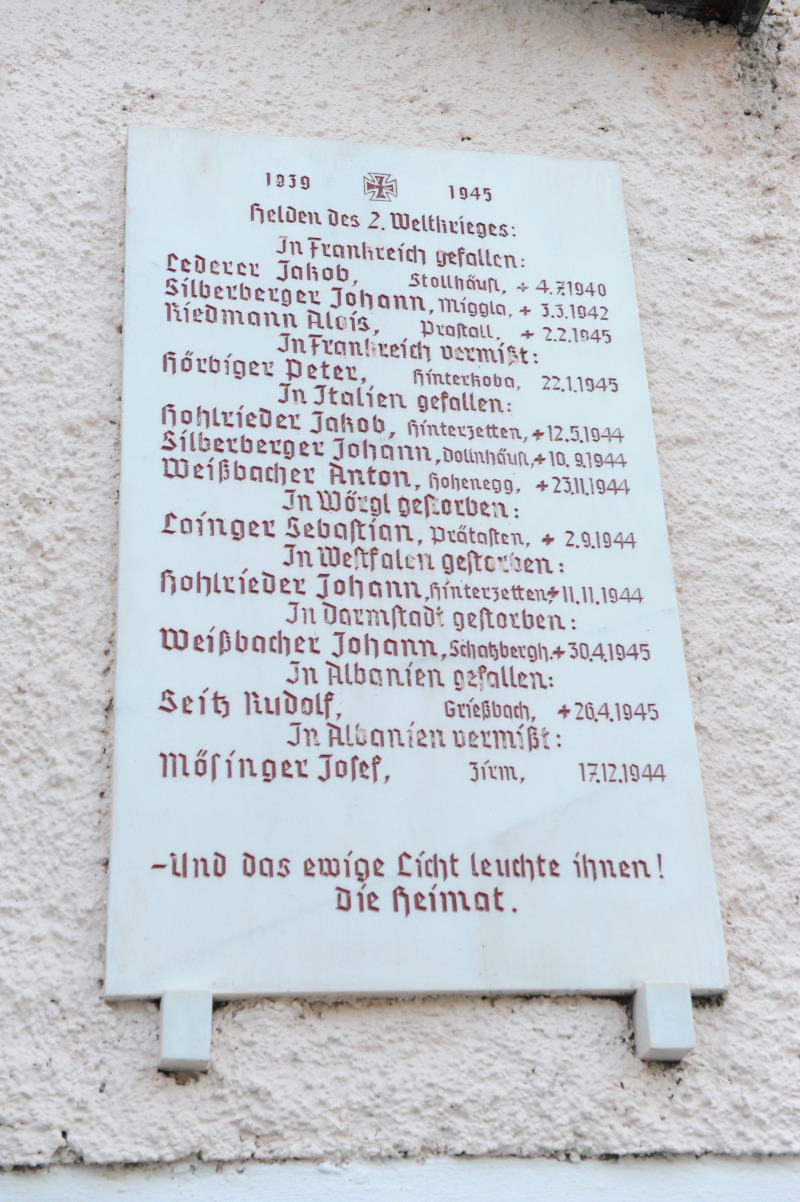 1939 1945
Helden des 2. Weltkrieges:
In Frankreich gefallen:
Lederer Jakob, Stollhäusl, + 4.7.1940
Silberberger Johann, Miggla, + 3.3.1942
Riedmann Alois, Prastall, + 2.2.1945
In Frankreich vermißt:
Hörbiger Peter, Hinterkoba, 22.1.1945
In Italien gefallen:
Hohlrieder Jakob, Hinterzetten, + 12.5.1944
Silberberger Johann, Dollnhäusl, + 10.9.1944
Weißbacher Anton, Hohenegg, + 23.11.1944
In Wörgl gestorben:
Loinger Sebastian, Prätasten, + 2.9.1944
In Westfalen gestorben:
Hohlrieder Johann, Hinterzetten, + 11.11.1944
In Darmstadt gestorben:
Weißbacher Johann, Schatzbergh. + 30.4.1945
In Albanien gefallen:
Seitz Rudolf, Grießbach, + 26.4.1945
In Albanien vermißt:
Mösinger Josef, Zirm, 17.12.1944
-Und das ewige Licht leuchte ihnen!
Die Heimat.